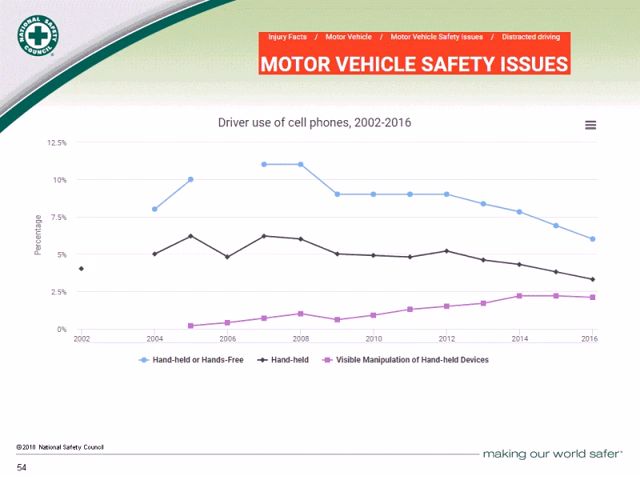 NATIONAL SAFETY COUNCIL
Injury Facts / Motor Vehicle / Motor Vehicle Safety Issues / Distracted driving
MOTOR VEHICLE SAFETY ISSUES
Driver use of cell phones, 2002-2016
12.5%
10%
7.5%
5%
2.5%
0%
Percentage
2002 2004 2006 2008 2010 2012 2014 2016
Hand-held or Hands-Free Hand-held Visible Manipulation of Hand-held Devices
©2018 National Safety Council
making our world safer
54